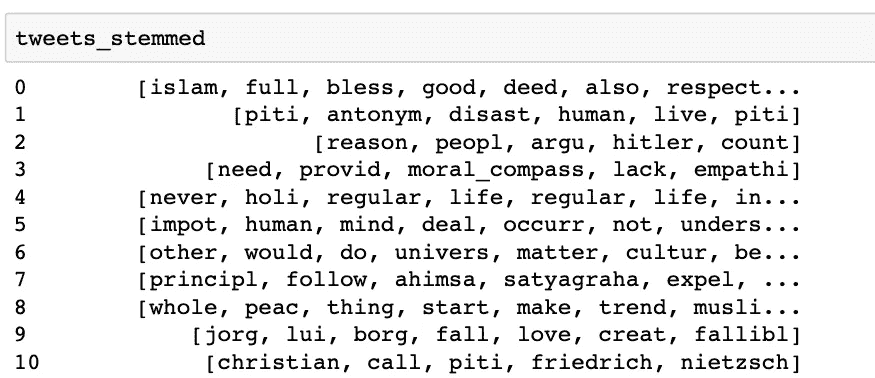 tweets_stemmed
0 [islam, full, bless, good, deed, also, respect...
1 [piti, antonym, disast, human, live, piti]
2 [reason, peopl, argu, hitler, count]
3 [need, provid, moral_compass, lack, empathi]
4 [never, holi, regular, life, regular, life, in...
5 [impot, human, mind, deal, occurr, not, unders...
6 [other, would, do, univers, matter, cultur, be...
7 [principl, follow, ahimsa, satyagraha, expel, ...
8 [whole, peac, thing, start, make, trend, musli...
9 [jorg, lui, borg, fall, love, creat, fallibl]
10 [christian, call, piti, friedrich, nietzsch]